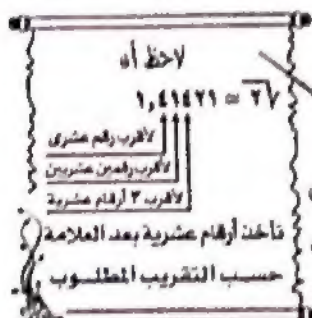 لاحظ أن
√٢ ≈ ١,٤١٤٢١
لأقرب رقم عشرى
لأقرب رقمين عشريين
لأقرب ٣ أرقام عشرية
تأخذ أرقام عشرية بعد العلامة
حسب التقريب المطلوب